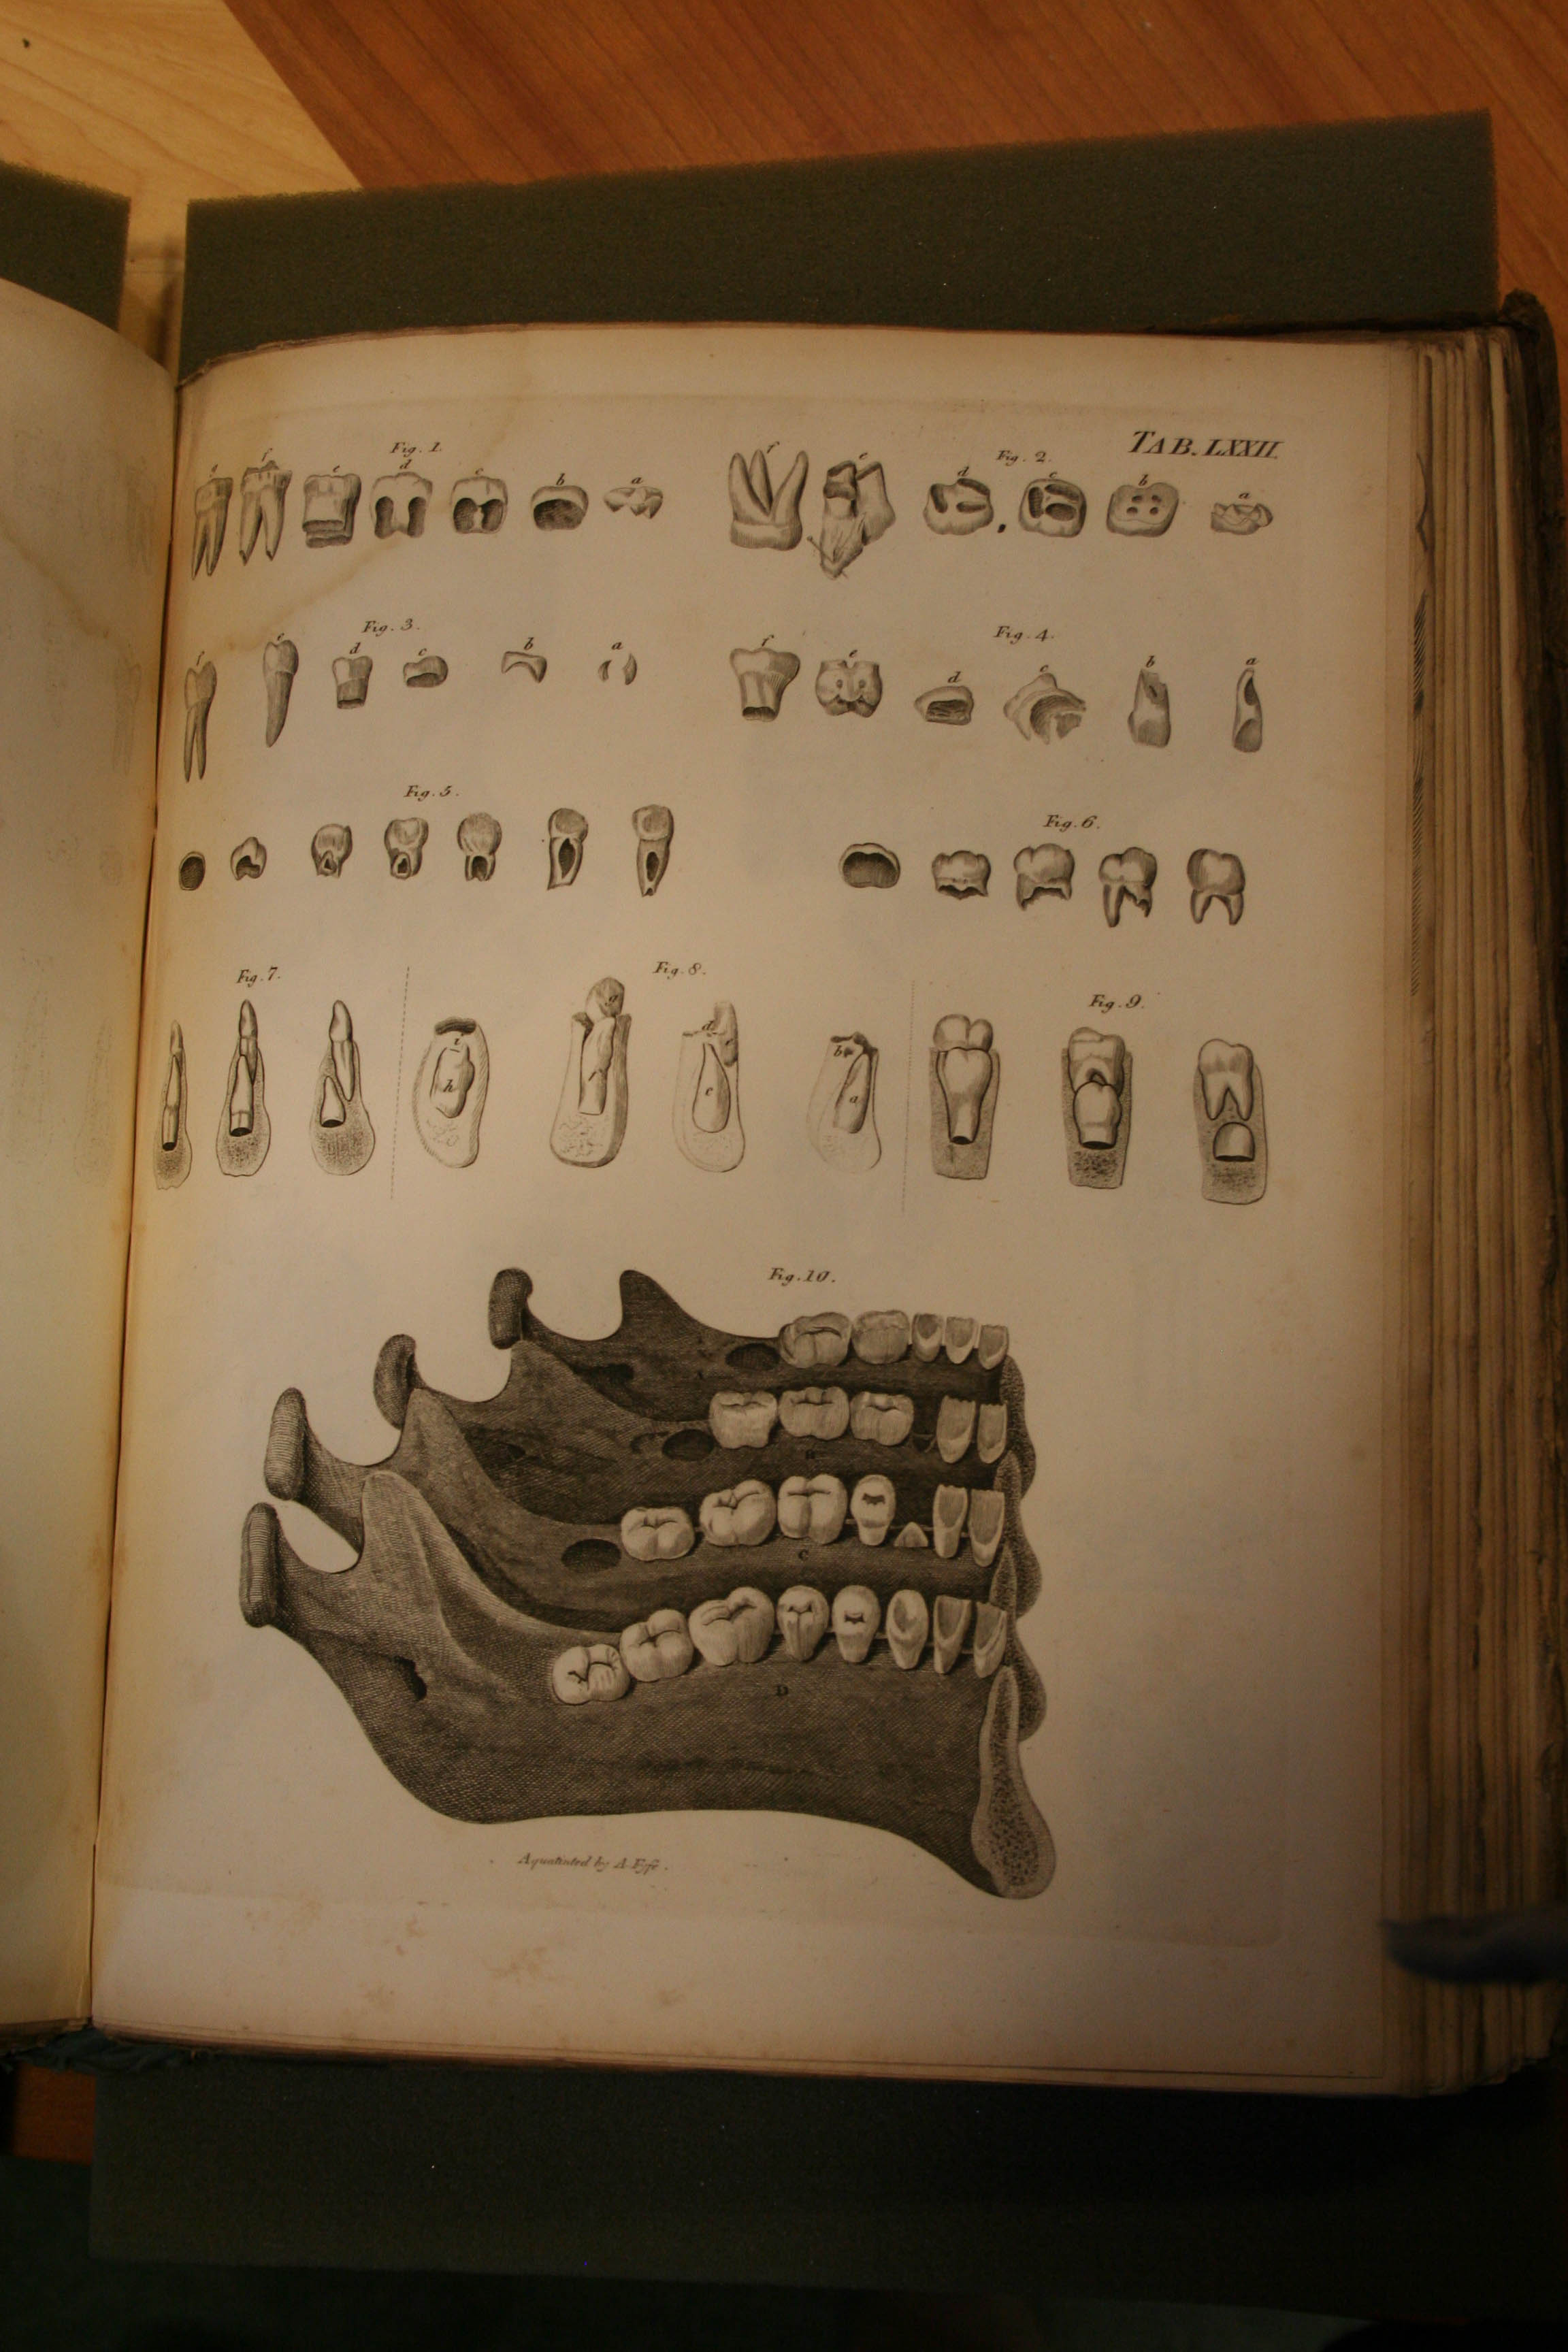 TAB. LXXII.
Fig. 1.
e f e d c b a
Fig. 2.
f e d c b a
Fig. 3.
f e d c b a
Fig. 4.
f e d c b a
Fig. 5.
Fig. 6.
Fig. 7.
Fig. 8.
i h g f d c e b a
Fig. 9.
Fig. 10.
B
C
D
Aquatinted by A. Fyfe.